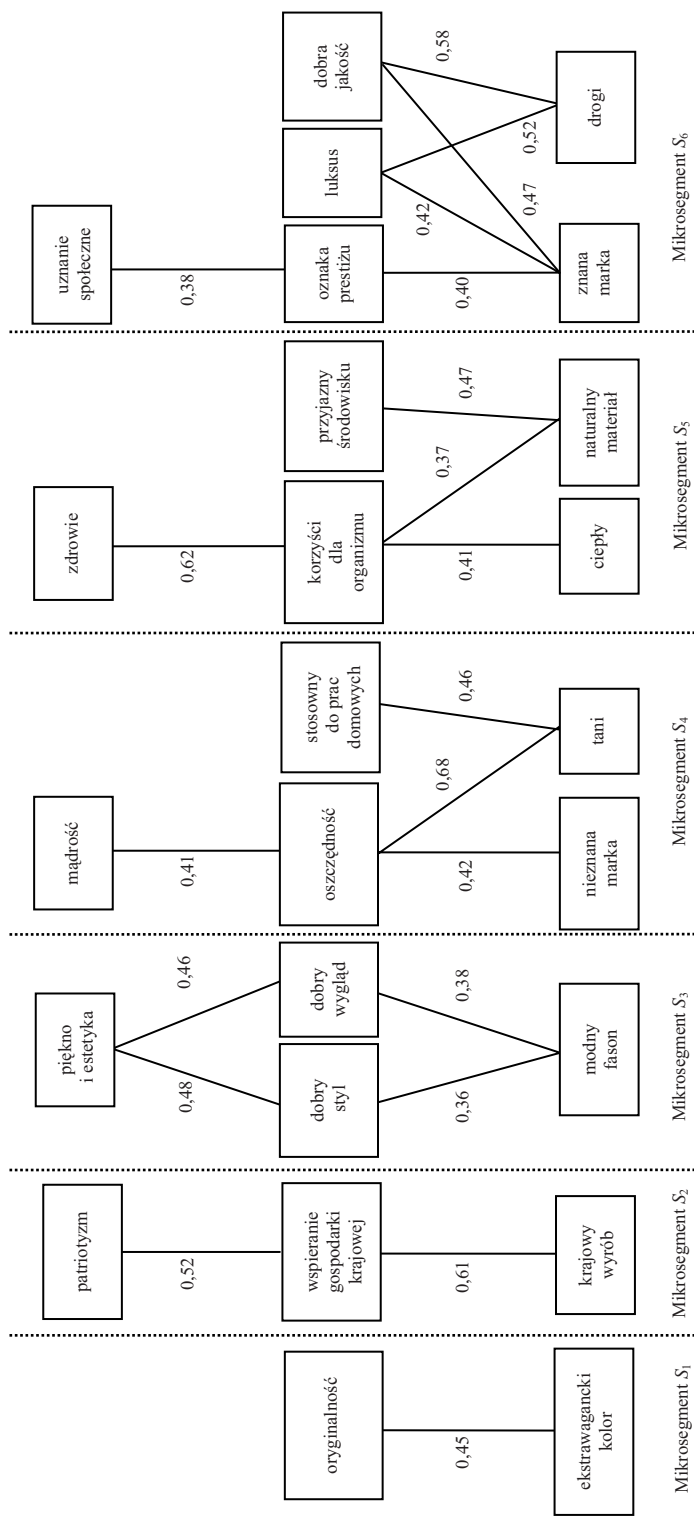 patriotyzm
piękno
i estetyka
mądrość
zdrowie
uznanie
społeczne
0,52
0,48
0,46
0,41
0,62
0,38
oryginalność
wspieranie
gospodarki
krajowej
dobry
styl
dobry
wygląd
oszczędność
stosowny
do prac
domowych
korzyści
dla
organizmu
przyjazny
środowisku
oznaka
prestiżu
luksus
dobra
jakość
0,45
0,61
0,36
0,38
0,42
0,68
0,46
0,41
0,37
0,47
0,40
0,42
0,47
0,52
0,58
ekstrawagancki
kolor
krajowy
wyrób
modny
fason
nieznana
marka
tani
ciepły
naturalny
materiał
znana
marka
drogi
Mikrosegment S1
Mikrosegment S2
Mikrosegment S3
Mikrosegment S4
Mikrosegment S5
Mikrosegment S6